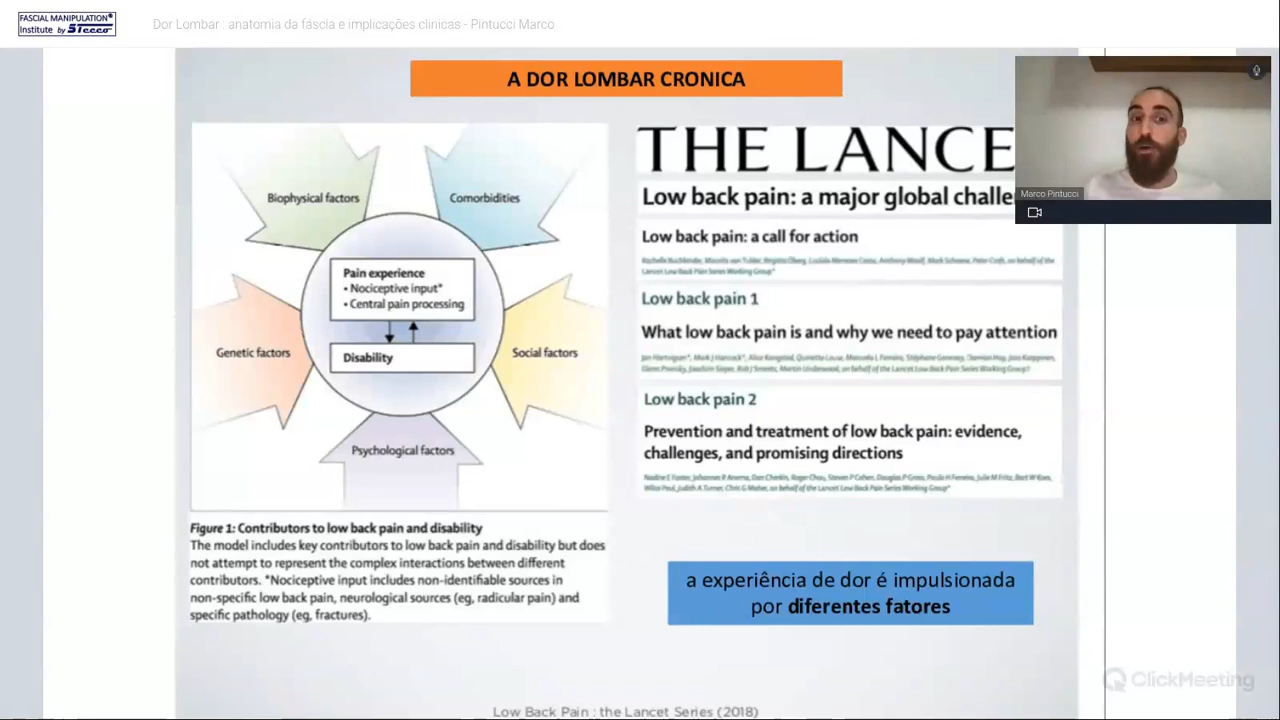 FASCIAL MANIPULATION®
Institute by Stecco
Dor Lombar : anatomia da fáscia e implicações clinicas - Pintucci Marco
A DOR LOMBAR CRONICA
Biophysical factors
Comorbidities
Pain experience
• Nociceptive input*
• Central pain processing
Disability
Genetic factors
Social factors
Psychological factors
Figure 1: Contributors to low back pain and disability
The model includes key contributors to low back pain and disability but does
not attempt to represent the complex interactions between different
contributors. *Nociceptive input includes non-identifiable sources in
non-specific low back pain, neurological sources (eg, radicular pain) and
specific pathology (eg, fractures).
THE LANCE
Low back pain: a major global challe
Low back pain: a call for action
Lancet Low Back Pain Series Working Group*
Low back pain 1
What low back pain is and why we need to pay attention
Low back pain 2
Prevention and treatment of low back pain: evidence,
challenges, and promising directions
a experiência de dor é impulsionada
por diferentes fatores
Marco Pintucci
ClickMeeting
Low Back Pain : the Lancet Series (2018)